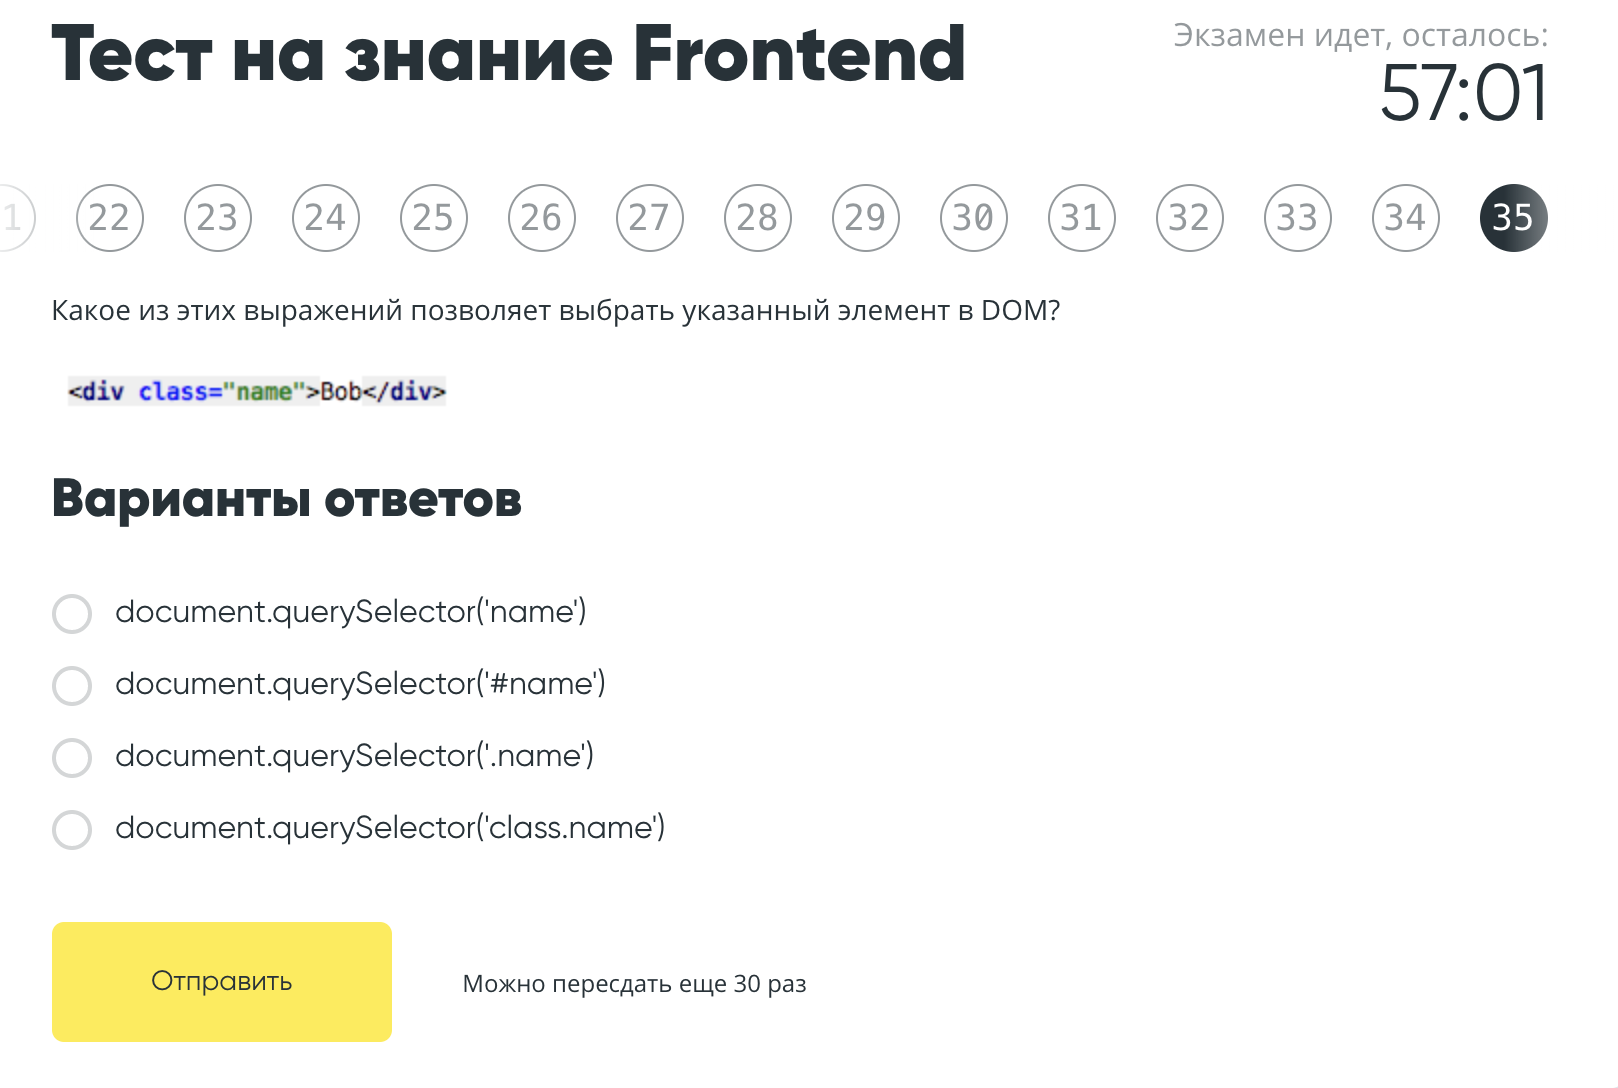 Тест на знание Frontend
Экзамен идет, осталось:
57:01
1 22 23 24 25 26 27 28 29 30 31 32 33 34 35
Какое из этих выражений позволяет выбрать указанный элемент в DOM?
<div class="name">Bob</div>
Варианты ответов
document.querySelector('name')
document.querySelector('#name')
document.querySelector('.name')
document.querySelector('class.name')
Отправить
Можно пересдать еще 30 раз